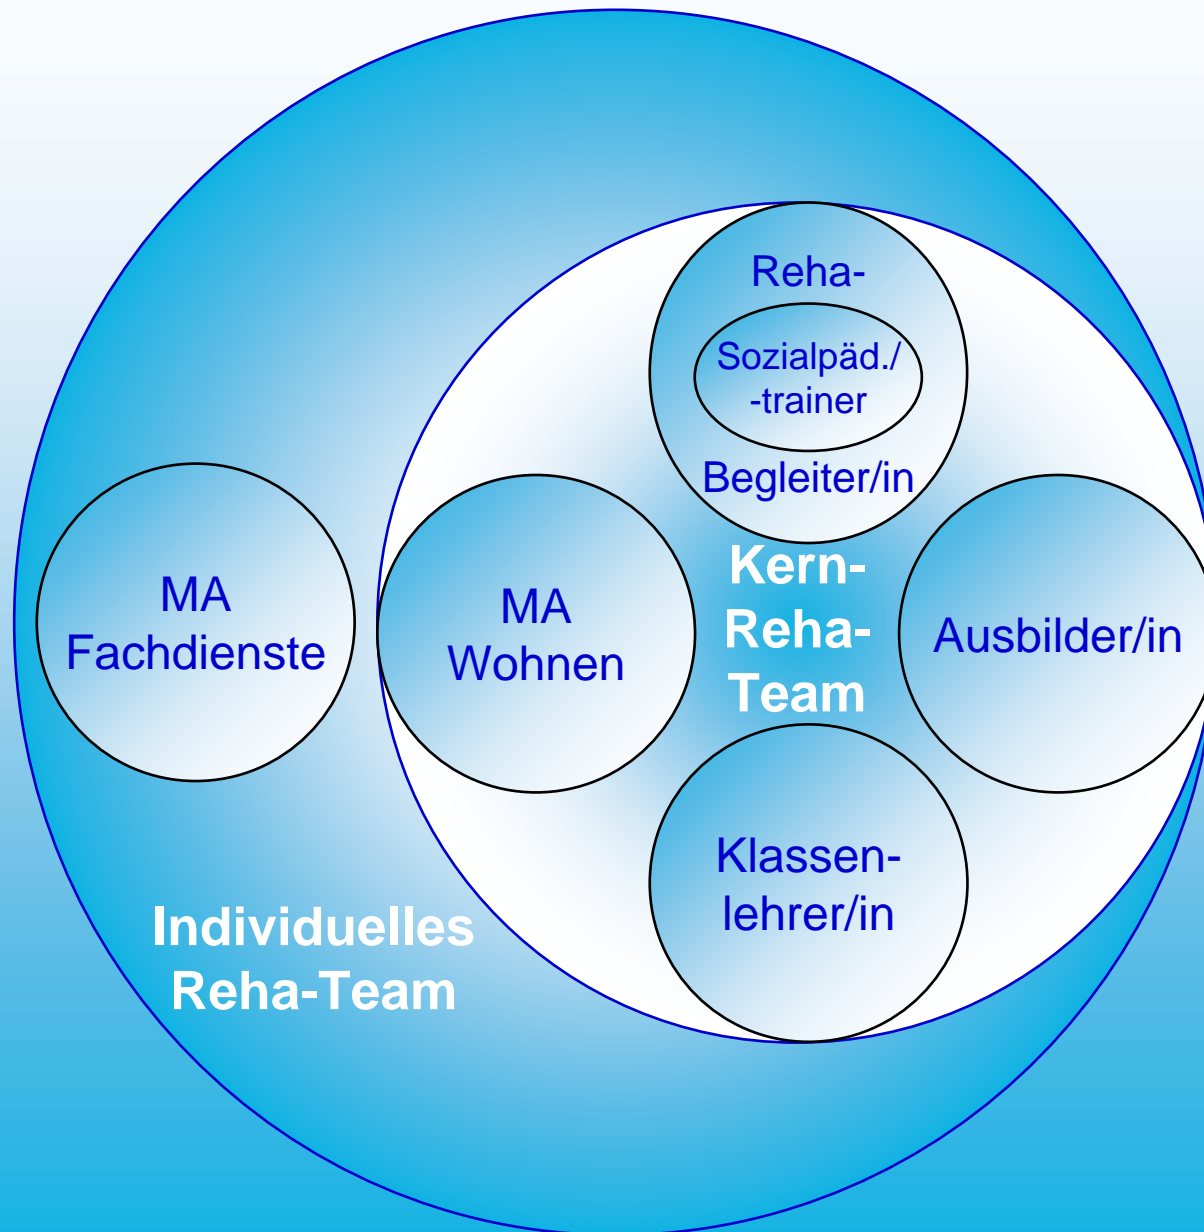 Reha-
Sozialpäd./
-trainer
Begleiter/in
MA
Fachdienste
MA
Wohnen
Kern-
Reha-
Team
Ausbilder/in
Klassen-
lehrer/in
Individuelles
Reha-Team